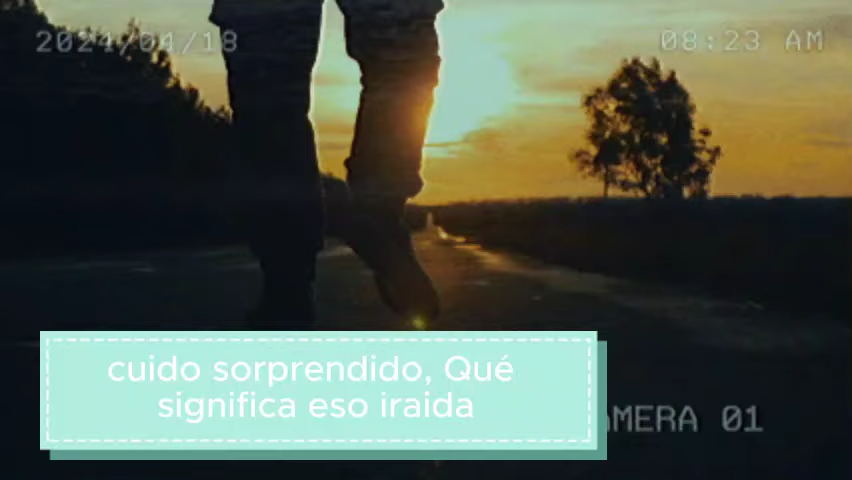 2024/04/18
08:23 AM
cuido sorprendido, Qué
significa eso iraida
AMERA 01